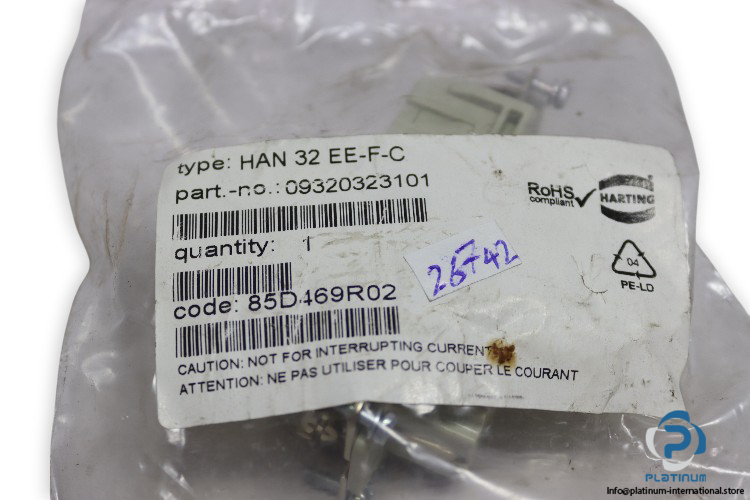 type: HAN 32 EE-F-C
part.-no.: 09320323101
RoHS
compliant
HARTING
quantity: 1
26742
04
PE-LD
code: 85D469R02
CAUTION: NOT FOR INTERRUPTING CURRENT
ATTENTION: NE PAS UTILISER POUR COUPER LE COURANT
PLATINUM
Info@platinum-international.store